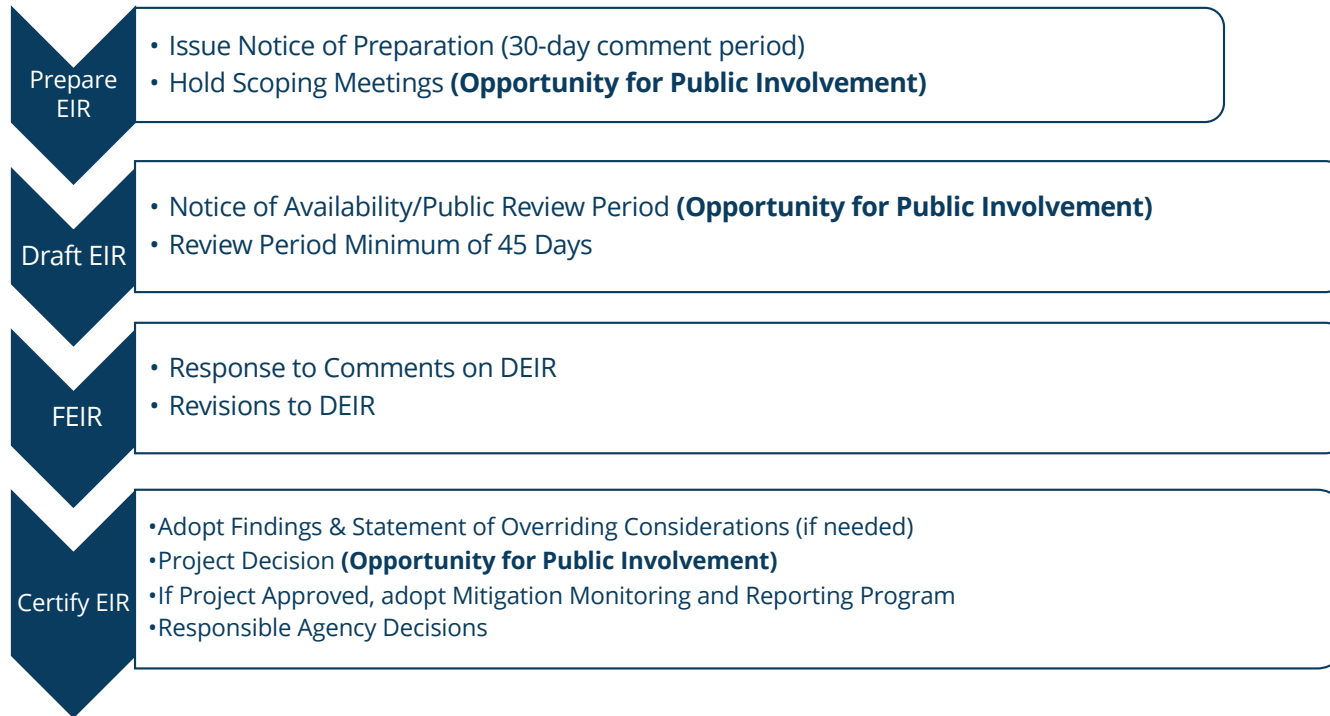 Prepare
EIR
• Issue Notice of Preparation (30-day comment period)
• Hold Scoping Meetings (Opportunity for Public Involvement)
Draft EIR
• Notice of Availability/Public Review Period (Opportunity for Public Involvement)
• Review Period Minimum of 45 Days
FEIR
• Response to Comments on DEIR
• Revisions to DEIR
Certify EIR
•Adopt Findings & Statement of Overriding Considerations (if needed)
•Project Decision (Opportunity for Public Involvement)
•If Project Approved, adopt Mitigation Monitoring and Reporting Program
•Responsible Agency Decisions